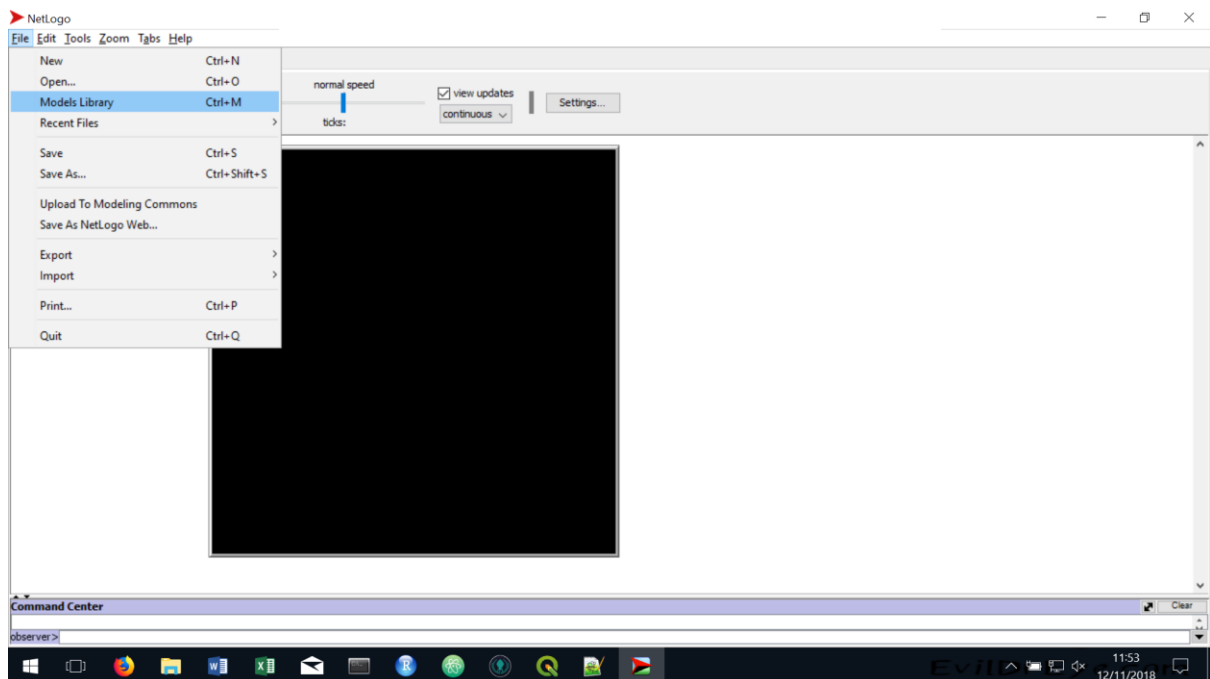 NetLogo
File Edit Tools Zoom Tabs Help
New Ctrl+N
Open... Ctrl+O
Models Library Ctrl+M
Recent Files
Save Ctrl+S
Save As... Ctrl+Shift+S
Upload To Modeling Commons
Save As NetLogo Web...
Export
Import
Print... Ctrl+P
Quit Ctrl+Q
normal speed
ticks:
view updates
continuous
Settings...
Command Center Clear
observer>
11:53
12/11/2018